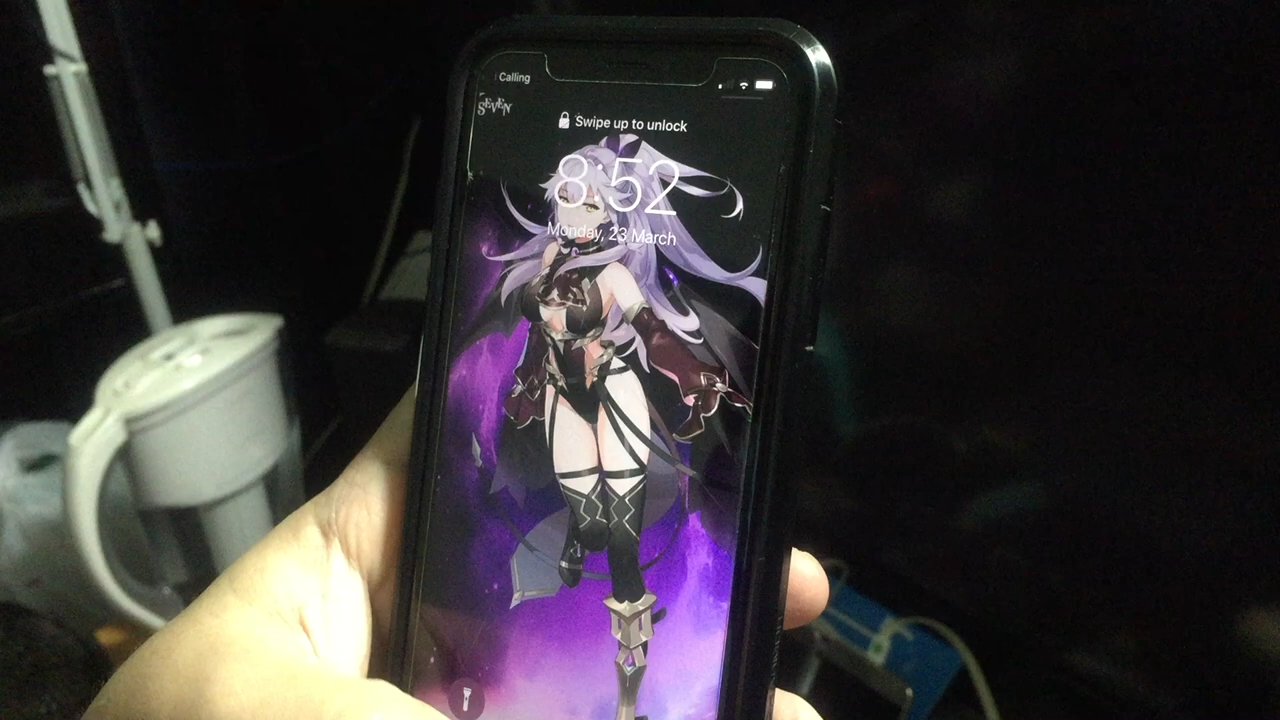 Calling
SEVEN
Swipe up to unlock
8:52
Monday, 23 March